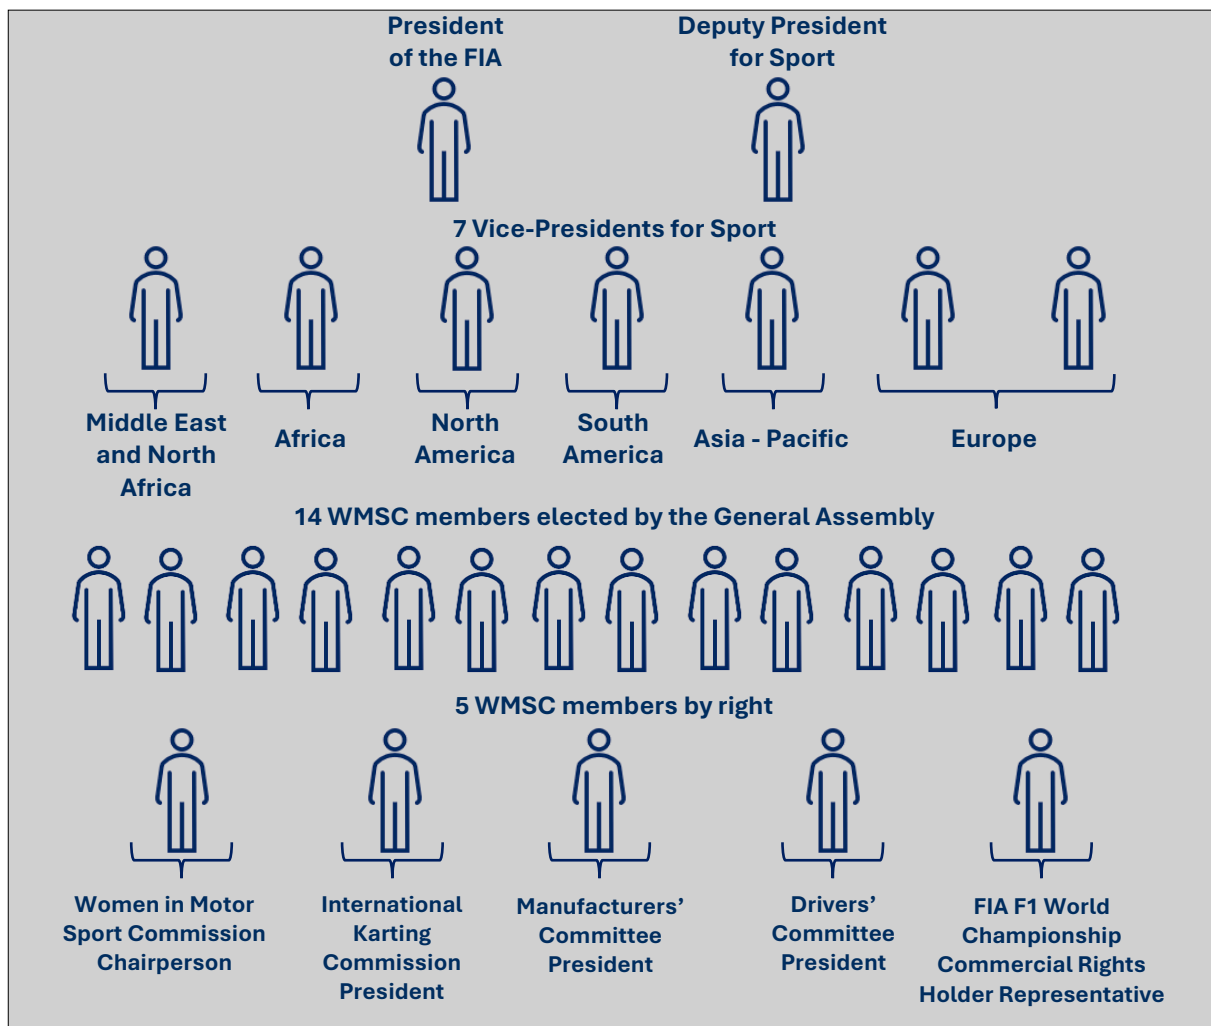 President
of the FIA
Deputy President
for Sport
7 Vice-Presidents for Sport
Middle East
and North
Africa
Africa
North
America
South
America
Asia - Pacific
Europe
14 WMSC members elected by the General Assembly
5 WMSC members by right
Women in Motor
Sport Commission
Chairperson
International
Karting
Commission
President
Manufacturers'
Committee
President
Drivers'
Committee
President
FIA F1 World
Championship
Commercial Rights
Holder Representative